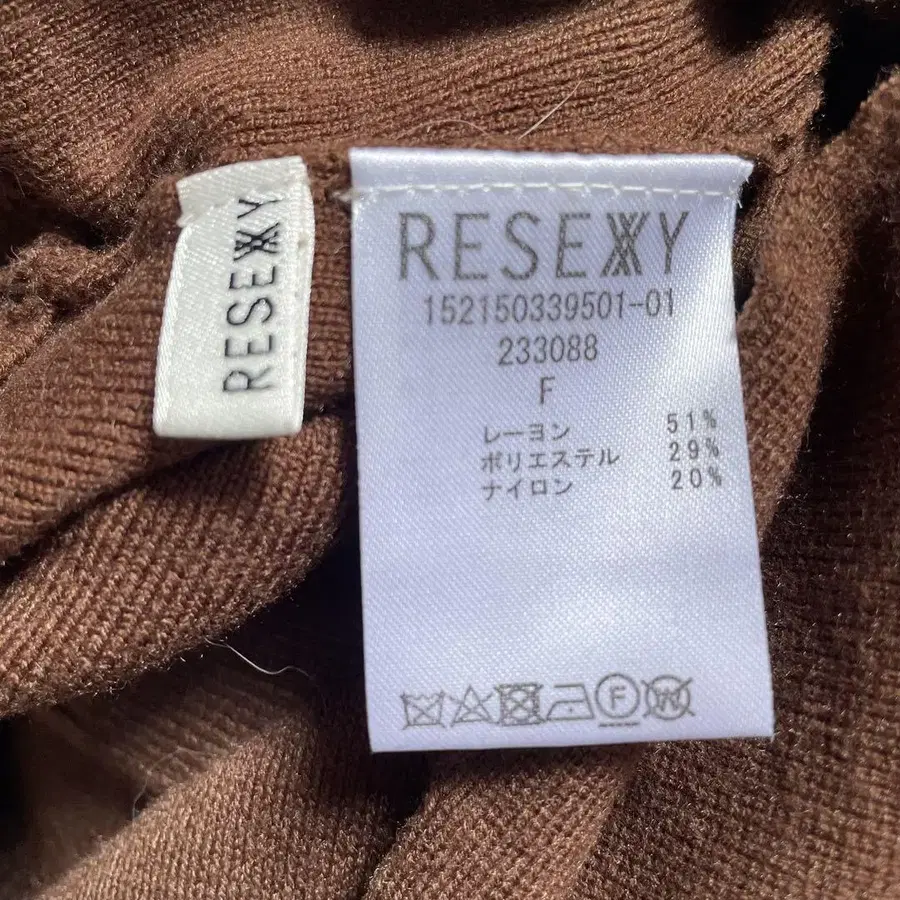 RESEXXY
RESEXXY
152150339501-01
233088
F
レーヨン 51%
ポリエステル 29%
ナイロン 20%
F
W